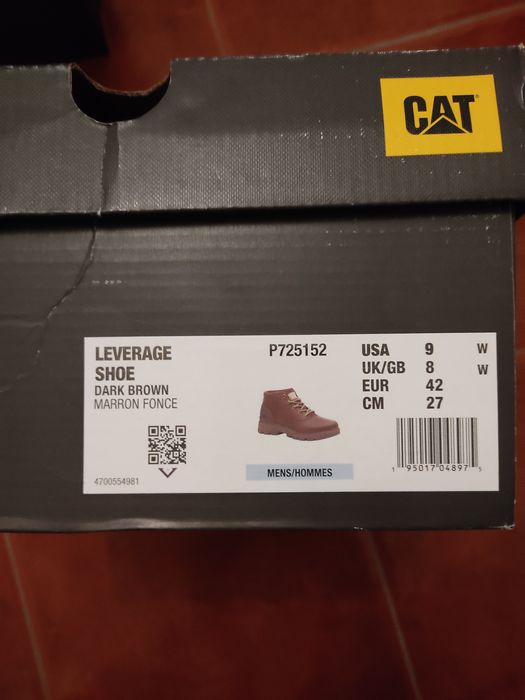 CAT®
LEVERAGE
SHOE
DARK BROWN
MARRON FONCE
4700554981
P725152
MENS/HOMMES
USA 9 W
UK/GB 8 W
EUR 42
CM 27
1 95017 04897 5